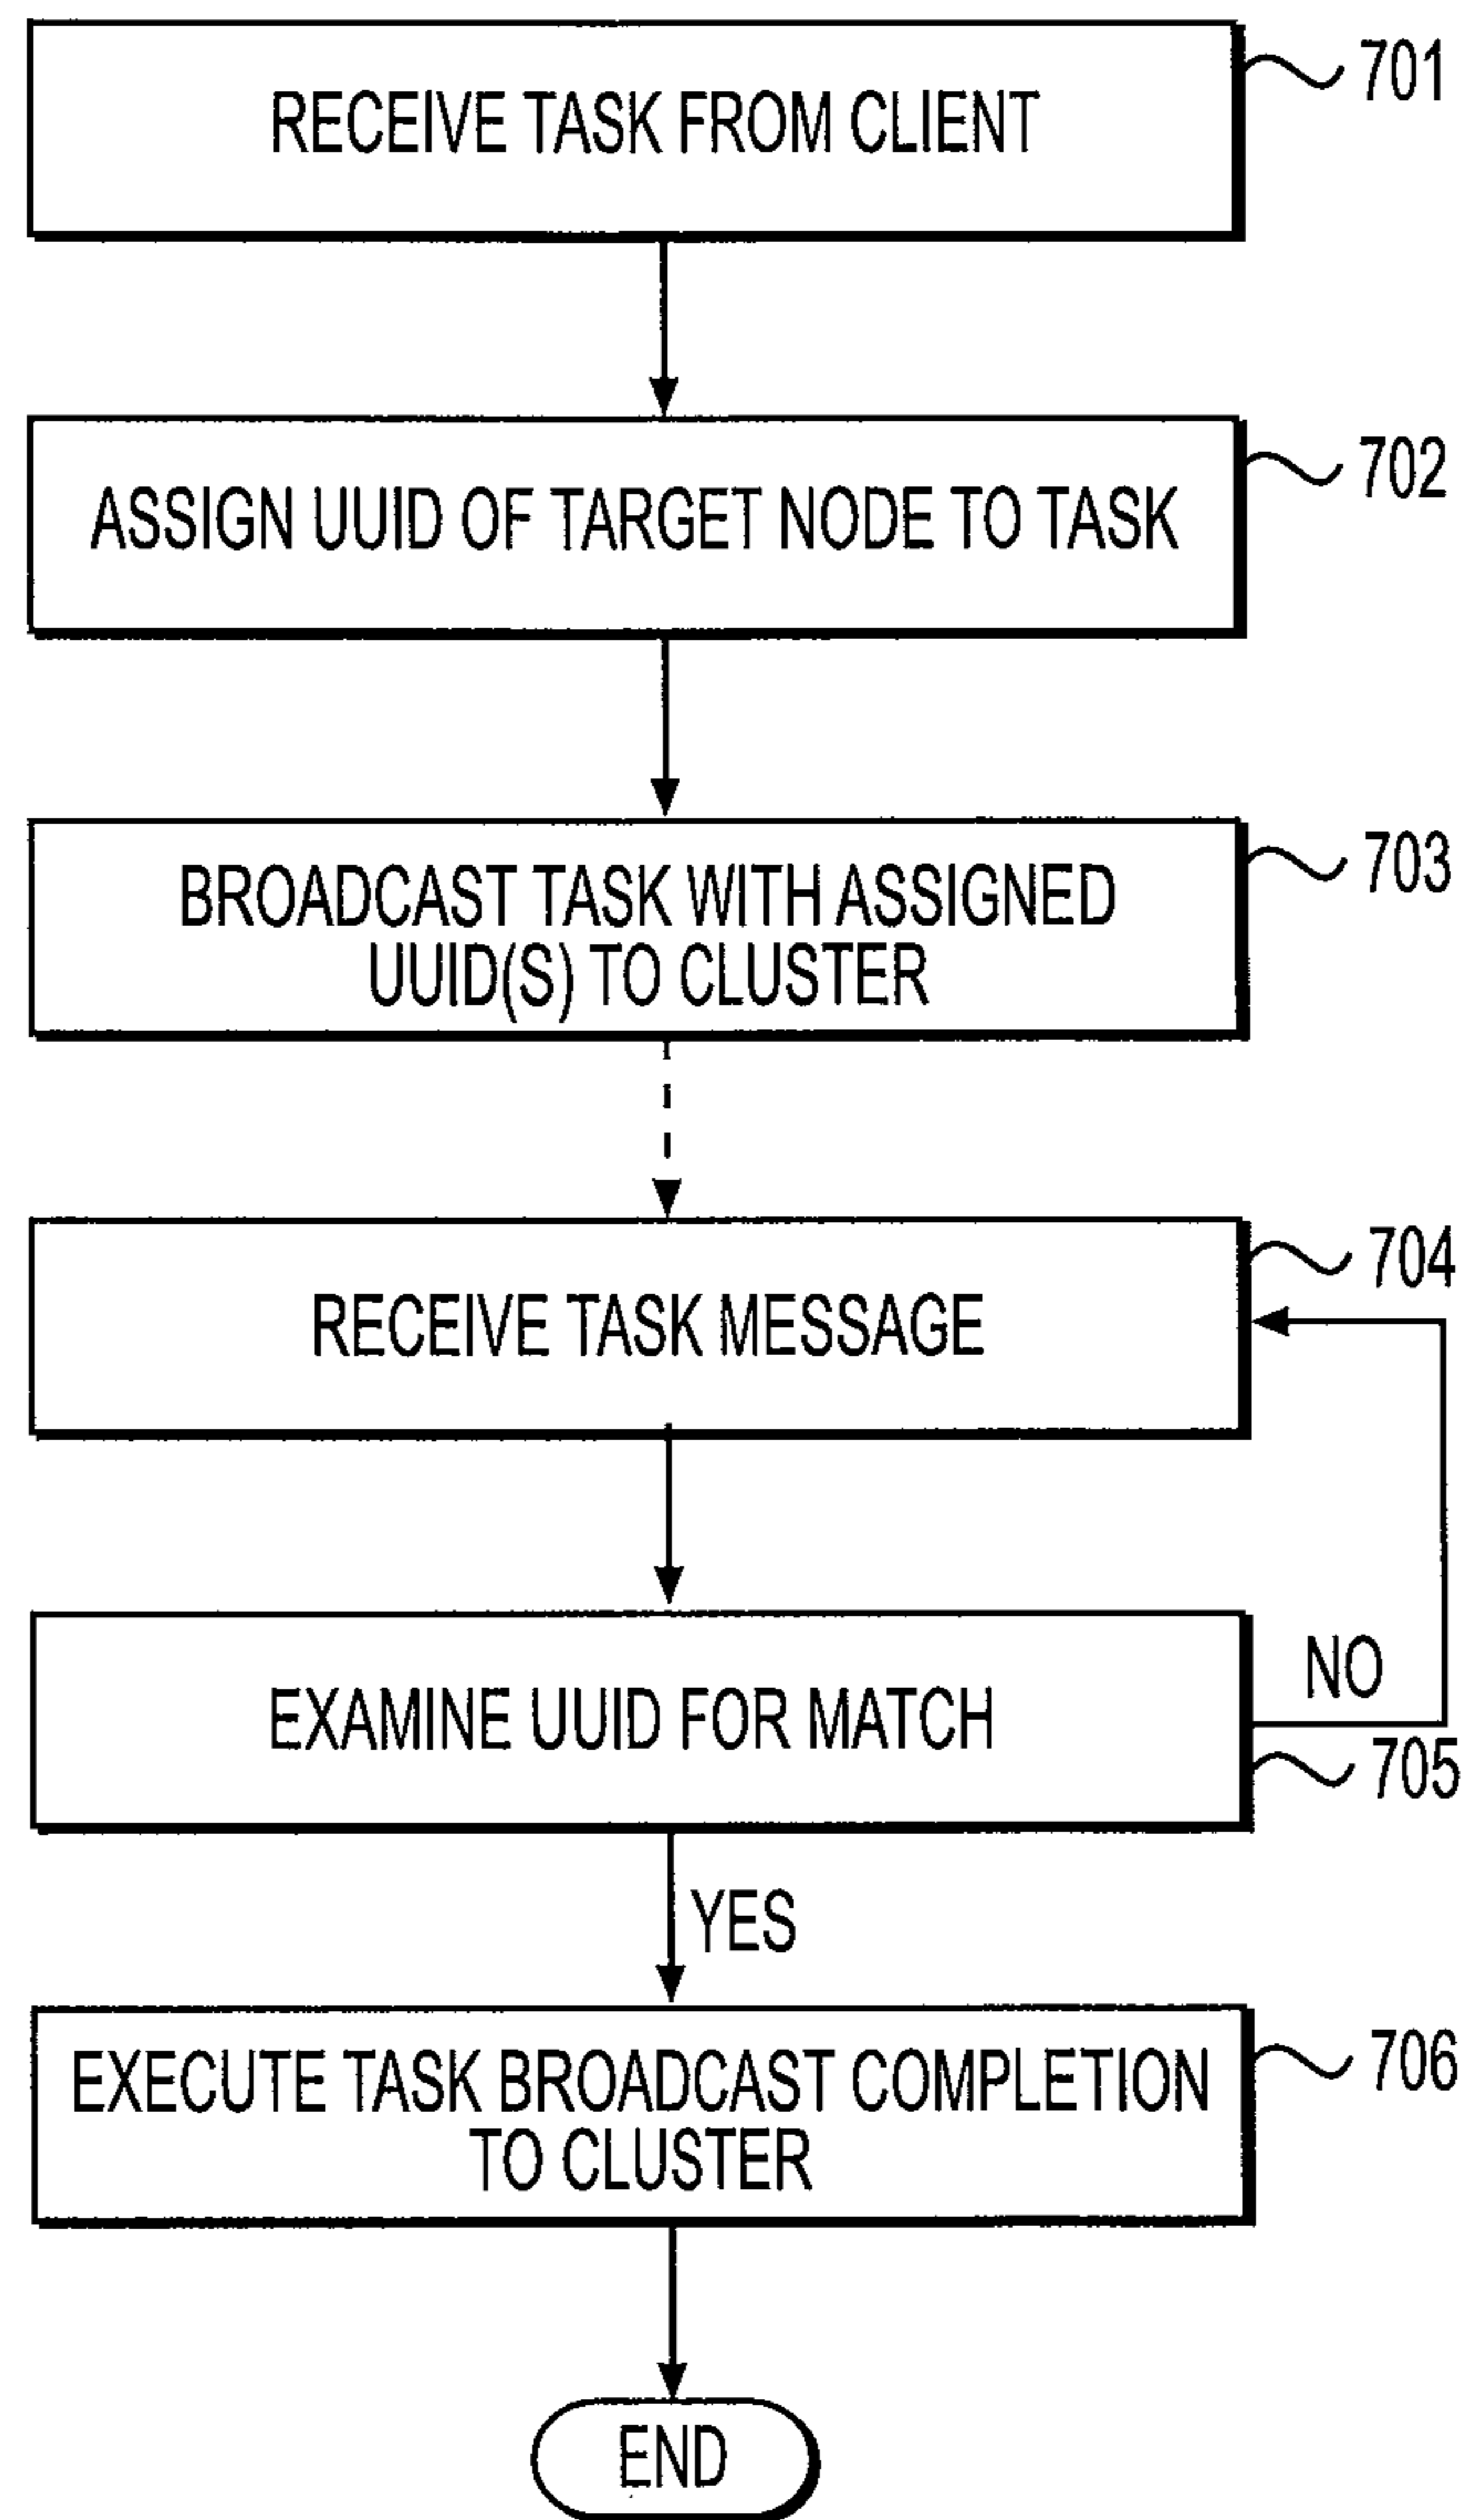 RECEIVE TASK FROM CLIENT
701
ASSIGN UUID OF TARGET NODE TO TASK
702
BROADCAST TASK WITH ASSIGNED
UUID(S) TO CLUSTER
703
RECEIVE TASK MESSAGE
704
EXAMINE UUID FOR MATCH
NO
705
YES
EXECUTE TASK BROADCAST COMPLETION
TO CLUSTER
706
END